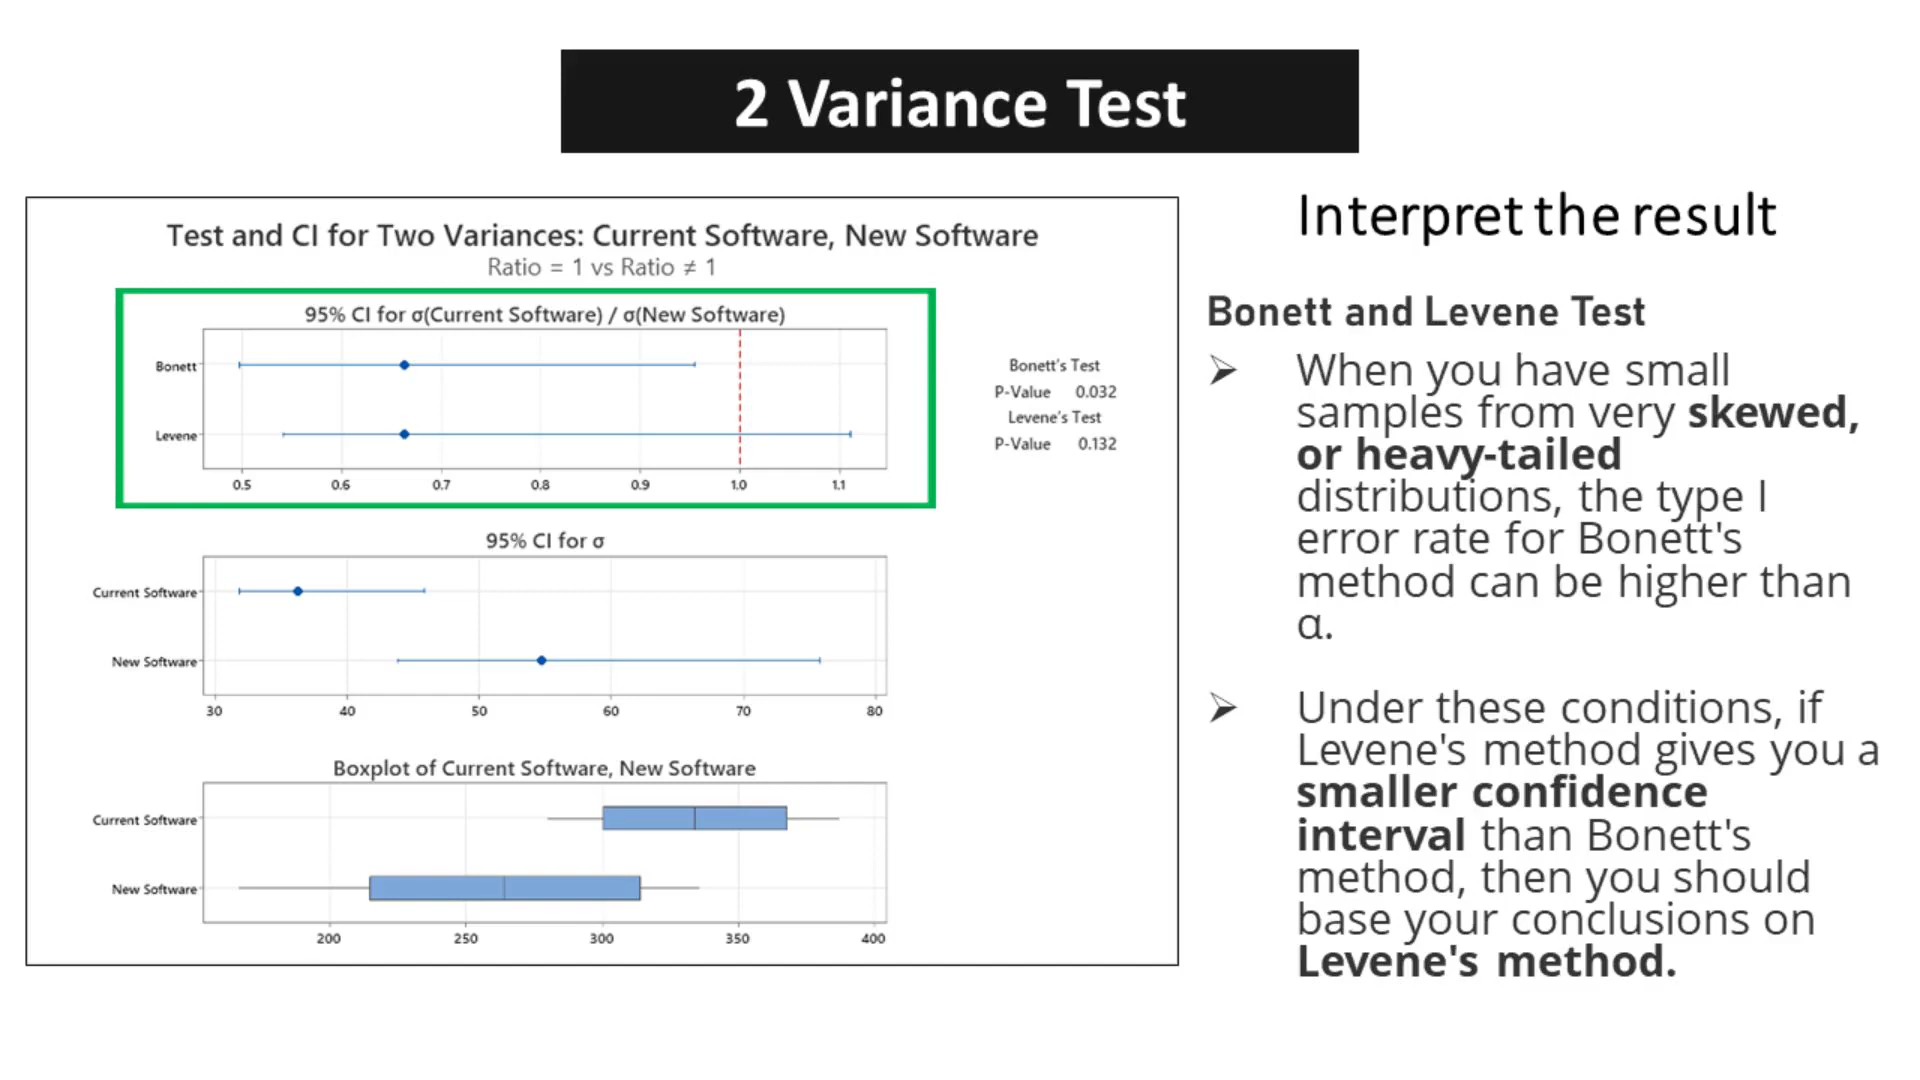 2 Variance Test
Test and CI for Two Variances: Current Software, New Software
Ratio = 1 vs Ratio ≠ 1
95% CI for σ(Current Software) / σ(New Software)
Bonett
Levene
0.5 0.6 0.7 0.8 0.9 1.0 1.1
Bonett's Test
P-Value 0.032
Levene's Test
P-Value 0.132
95% CI for σ
Current Software
New Software
30 40 50 60 70 80
Boxplot of Current Software, New Software
Current Software
New Software
200 250 300 350 400
Interpret the result
Bonett and Levene Test
➢ When you have small
samples from very skewed,
or heavy-tailed
distributions, the type I
error rate for Bonett's
method can be higher than
α.
➢ Under these conditions, if
Levene's method gives you a
smaller confidence
interval than Bonett's
method, then you should
base your conclusions on
Levene's method.